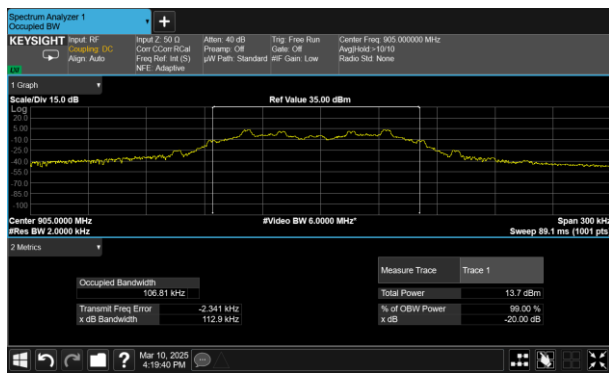 Spectrum Analyzer 1
Occupied BW
+
KEYSIGHT
Input: RF
Coupling: DC
Align: Auto
Input Z: 50 Ω
Corr CCorr RCal
Freq Ref: Int (S)
NFE: Adaptive
Atten: 40 dB
Preamp: Off
µW Path: Standard
Trig: Free Run
Gate: Off
#IF Gain: Low
Center Freq: 905.000000 MHz
Avg|Hold:>10/10
Radio Std: None
1 Graph
Scale/Div 15.0 dB
Ref Value 35.00 dBm
Log
20.0
5.00
-10.0
-25.0
-40.0
-55.0
-70.0
-85.0
-100
Center 905.0000 MHz
#Video BW 6.0000 MHz*
Span 300 kHz
#Res BW 2.0000 kHz
Sweep 89.1 ms (1001 pts)
2 Metrics
Measure Trace
Trace 1
Occupied Bandwidth
106.81 kHz
Total Power
13.7 dBm
Transmit Freq Error
-2.341 kHz
% of OBW Power
99.00 %
x dB Bandwidth
112.9 kHz
x dB
-20.00 dB
?
Mar 10, 2025
4:19:40 PM